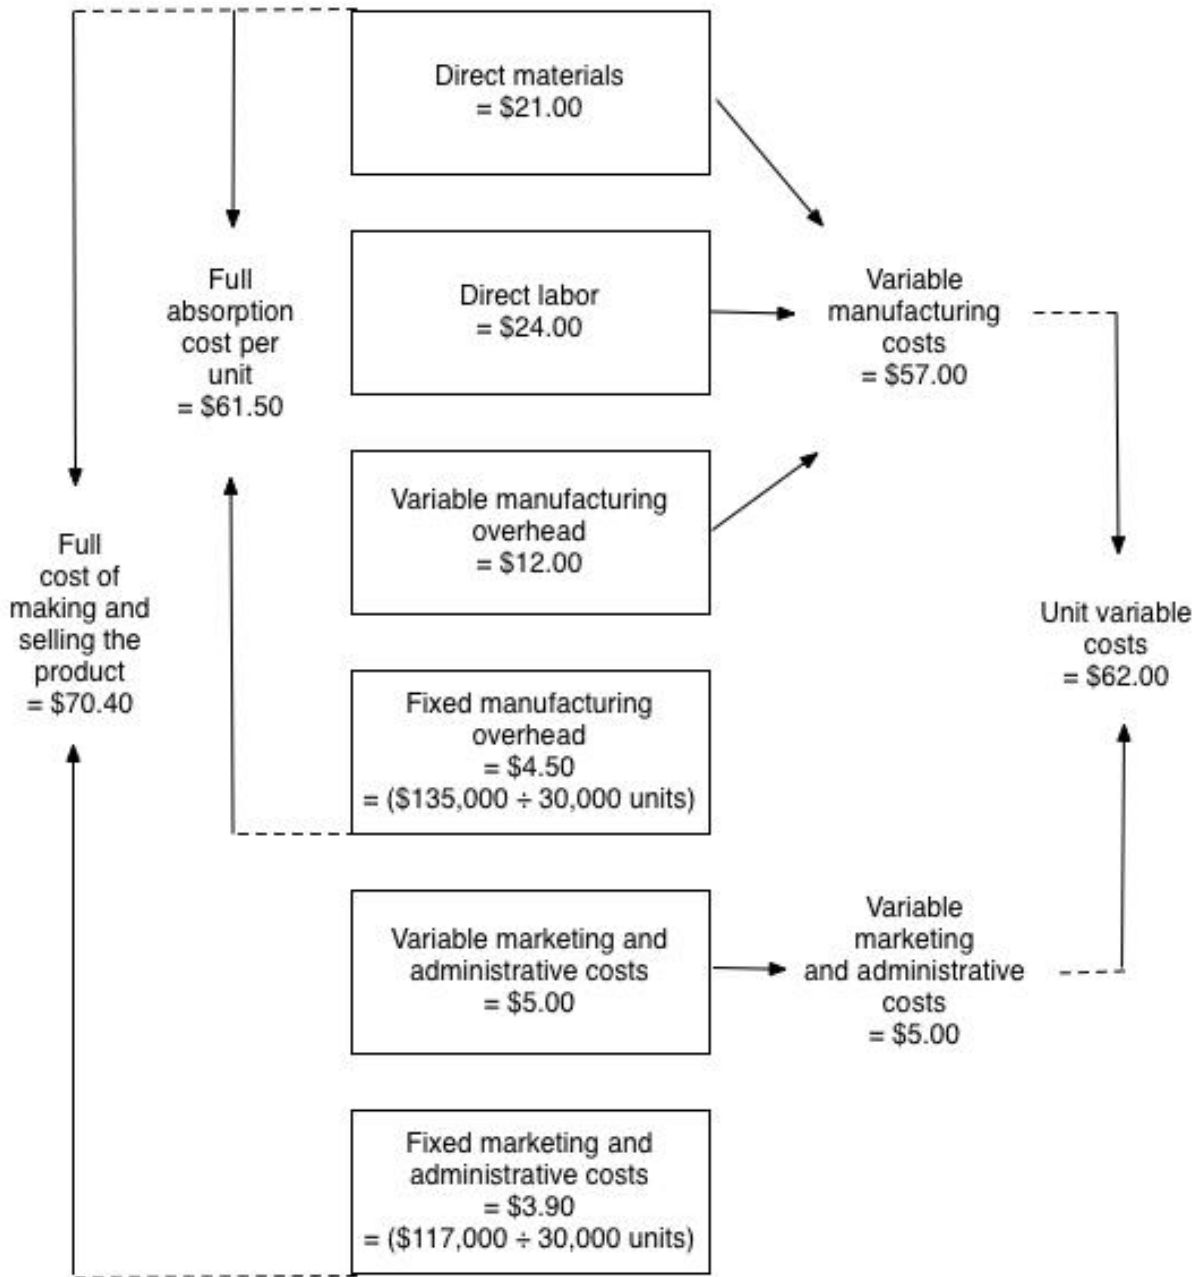 Direct materials
= $21.00
Full
absorption
cost per
unit
= $61.50
Direct labor
= $24.00
Variable
manufacturing
costs
= $57.00
Variable manufacturing
overhead
= $12.00
Full
cost of
making and
selling the
product
= $70.40
Unit variable
costs
= $62.00
Fixed manufacturing
overhead
= $4.50
= ($135,000 ÷ 30,000 units)
Variable marketing and
administrative costs
= $5.00
Variable
marketing
and administrative
costs
= $5.00
Fixed marketing and
administrative costs
= $3.90
= ($117,000 ÷ 30,000 units)